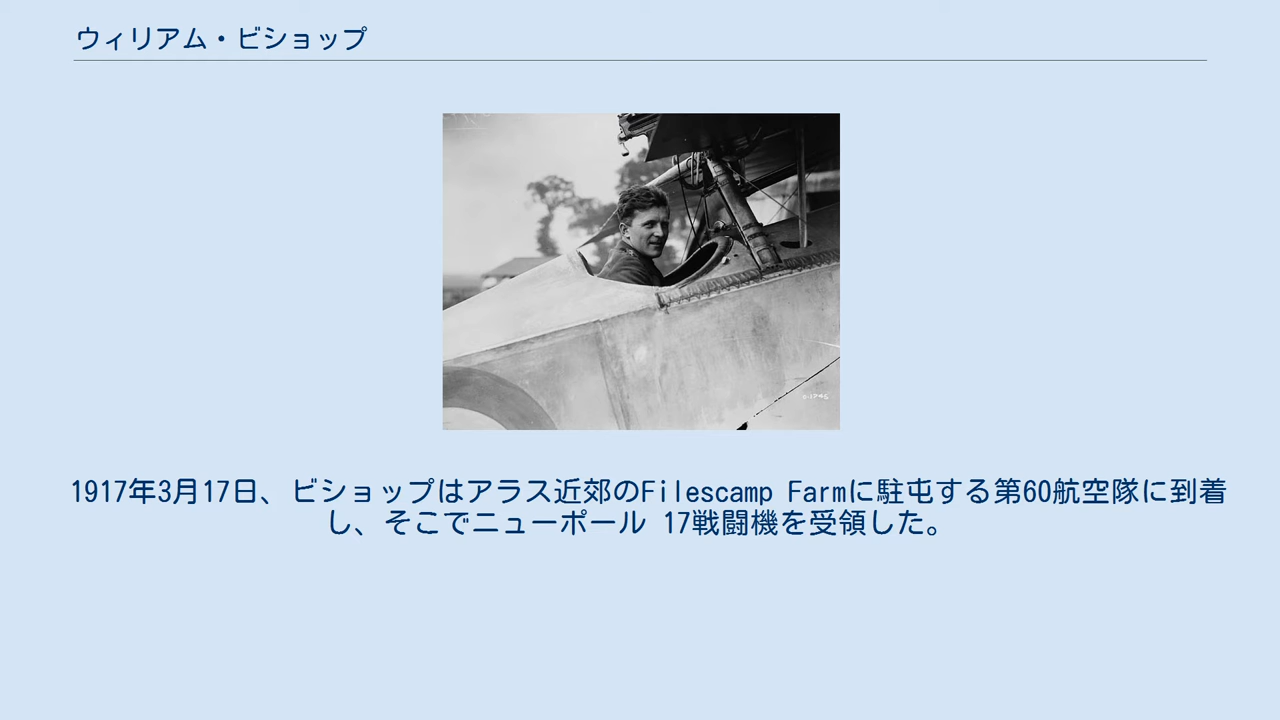 ウィリアム・ビショップ
1917年3月17日、ビショップはアラス近郊のFilescamp Farmに駐屯する第60航空隊に到着
し、そこでニューポール 17戦闘機を受領した。